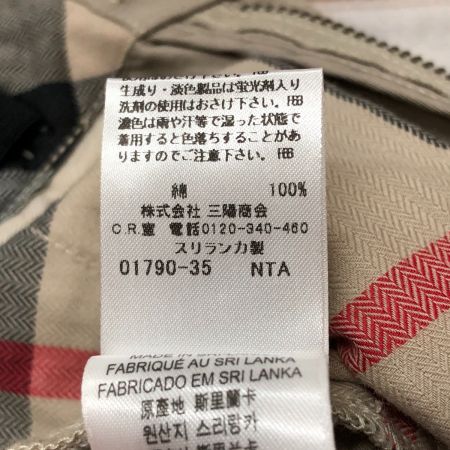 生成り・淡色製品は蛍光剤入り
洗剤の使用はおさけ下さい。
濃色は雨や汗等で湿った状態で
着用すると色落ちすることがあ
りますのでご注意下さい。
綿 100%
株式会社 三陽商会
C.R.室 電話0120-340-460
スリランカ製
01790-35 NTA
FABRIQUÉ AU SRI LANKA
FABRICADO EM SRI LANKA
原產地 斯里蘭卡
원산지 스리랑카